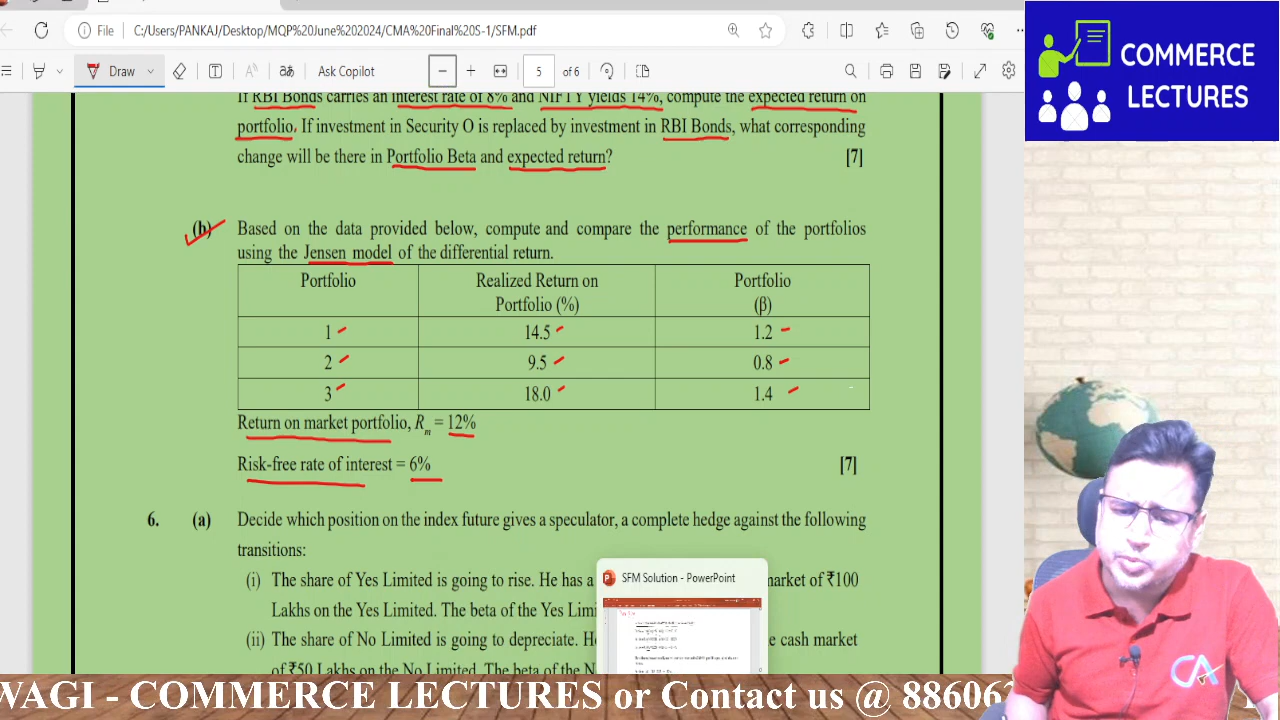 File C:/Users/PANKAJ/Desktop/MQP%20June%202024/CMA%20Final%20S-1/SFM.pdf
Draw Ask Copilot 5 of 6
COMMERCE
LECTURES
If RBI Bonds carries an interest rate of 8% and NIFTY yields 14%, compute the expected return on
portfolio. If investment in Security O is replaced by investment in RBI Bonds, what corresponding
change will be there in Portfolio Beta and expected return? [7]
(b) Based on the data provided below, compute and compare the performance of the portfolios
using the Jensen model of the differential return.
Portfolio Realized Return on Portfolio
Portfolio (%) (β)
1 14.5 1.2
2 9.5 0.8
3 18.0 1.4
Return on market portfolio, Rm = 12%
Risk-free rate of interest = 6% [7]
6. (a) Decide which position on the index future gives a speculator, a complete hedge against the following
transitions:
(i) The share of Yes Limited is going to rise. He has a market of ₹100
Lakhs on the Yes Limited. The beta of the Yes
(ii) The share of No Limited is going to depreciate. cash market
of Lakhs on the No Limited. The beta of the
SFM Solution - PowerPoint
WAGI - COMMERCE LECTURES or Contact us @
CA